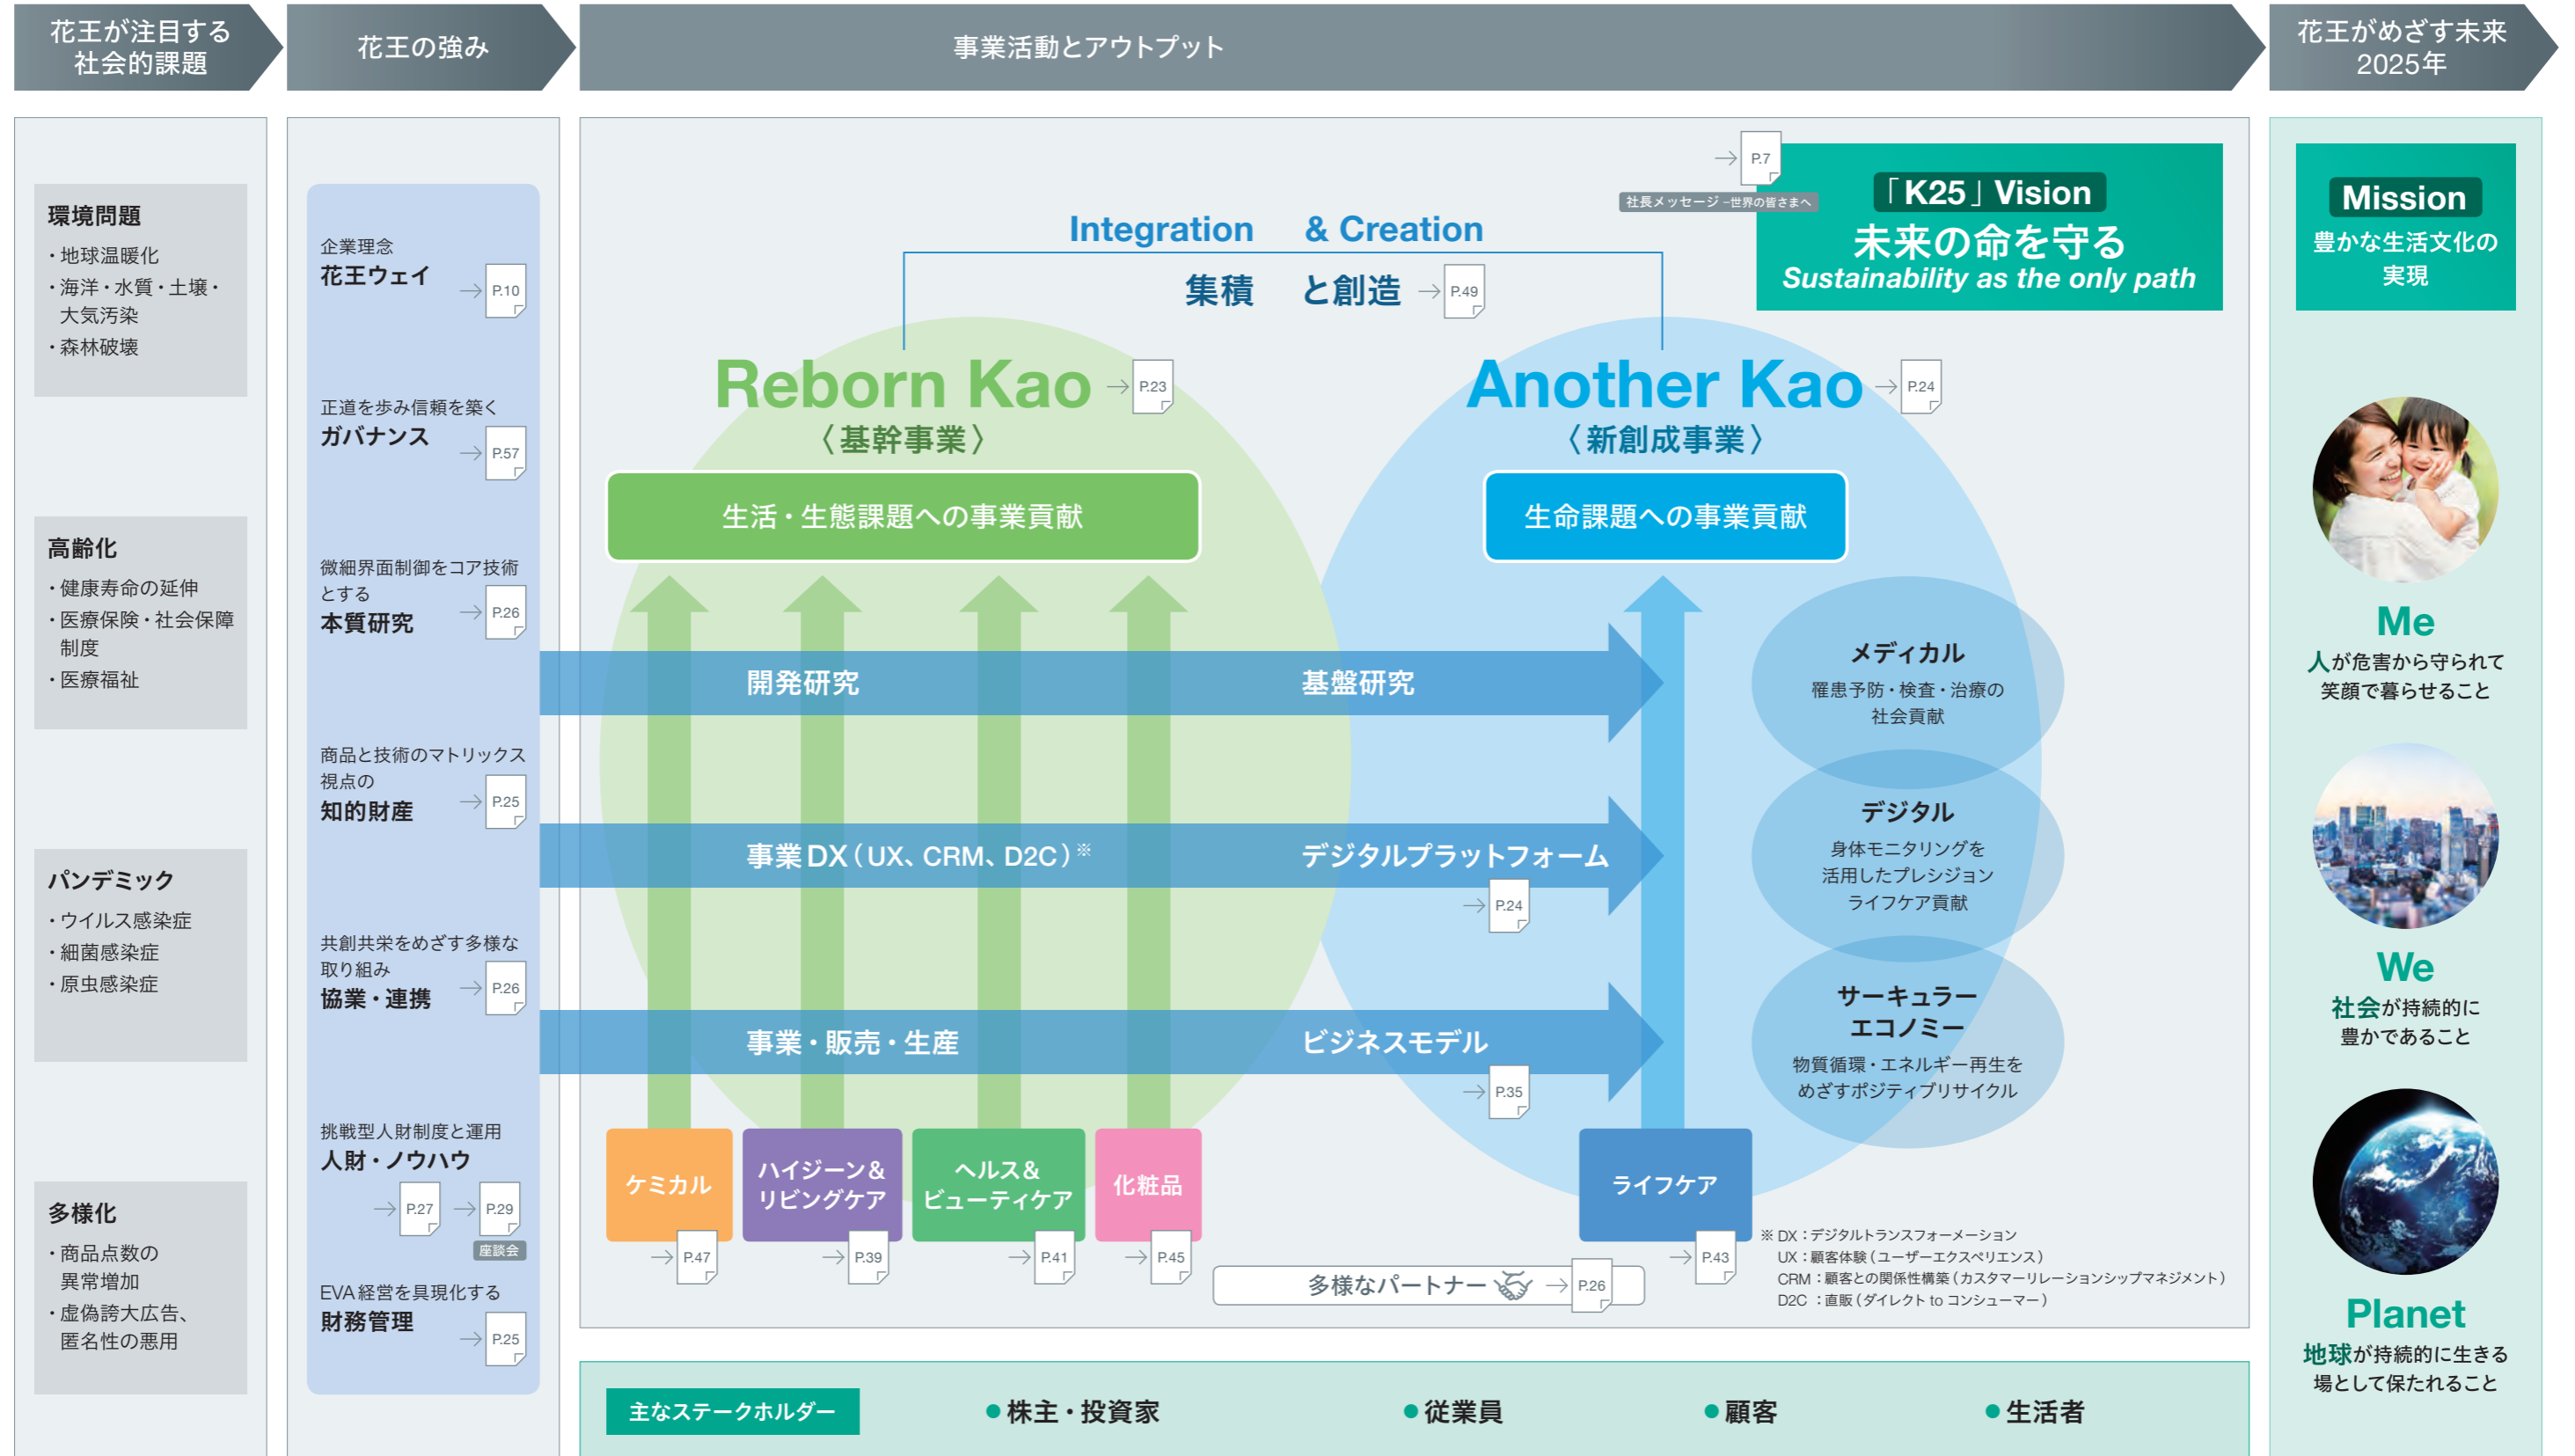 花王が注目する
社会的課題
花王の強み
事業活動とアウトプット
花王がめざす未来
2025年
環境問題
・地球温暖化
・海洋・水質・土壌・
大気汚染
・森林破壊
高齢化
・健康寿命の延伸
・医療保険・社会保障
制度
・医療福祉
パンデミック
・ウイルス感染症
・細菌感染症
・原虫感染症
多様化
・商品点数の
異常増加
・虚偽誇大広告、
匿名性の悪用
企業理念
花王ウェイ
→ P.10
正道を歩み信頼を築く
ガバナンス
→ P.57
微細界面制御をコア技術
とする
本質研究
→ P.26
商品と技術のマトリックス
視点の
知的財産
→ P.25
共創共栄をめざす多様な
取り組み
協業・連携
→ P.26
挑戦型人財制度と運用
人財・ノウハウ
→ P.27 → P.29
座談会
EVA経営を具現化する
財務管理
→ P.25
→ P.7
社長メッセージ −世界の皆さまへ
「K25」Vision
未来の命を守る
Sustainability as the only path
Integration & Creation
集積 と創造 → P.49
Reborn Kao → P.23
〈基幹事業〉
生活・生態課題への事業貢献
Another Kao → P.24
〈新創成事業〉
生命課題への事業貢献
開発研究 基盤研究
事業DX(UX、CRM、D2C)※ デジタルプラットフォーム
→ P.24
事業・販売・生産 ビジネスモデル
→ P.35
メディカル
罹患予防・検査・治療の
社会貢献
デジタル
身体モニタリングを
活用したプレシジョン
ライフケア貢献
サーキュラー
エコノミー
物質循環・エネルギー再生を
めざすポジティブリサイクル
ケミカル
→ P.47
ハイジーン＆
リビングケア
→ P.39
ヘルス＆
ビューティケア
→ P.41
化粧品
→ P.45
ライフケア
→ P.43
多様なパートナー → P.26
※ DX：デジタルトランスフォーメーション
UX：顧客体験(ユーザーエクスペリエンス)
CRM：顧客との関係性構築(カスタマーリレーションシップマネジメント)
D2C ：直販(ダイレクト to コンシューマー)
主なステークホルダー
●株主・投資家
●従業員
●顧客
●生活者
Mission
豊かな生活文化の
実現
Me
人が危害から守られて
笑顔で暮らせること
We
社会が持続的に
豊かであること
Planet
地球が持続的に生きる
場として保たれること